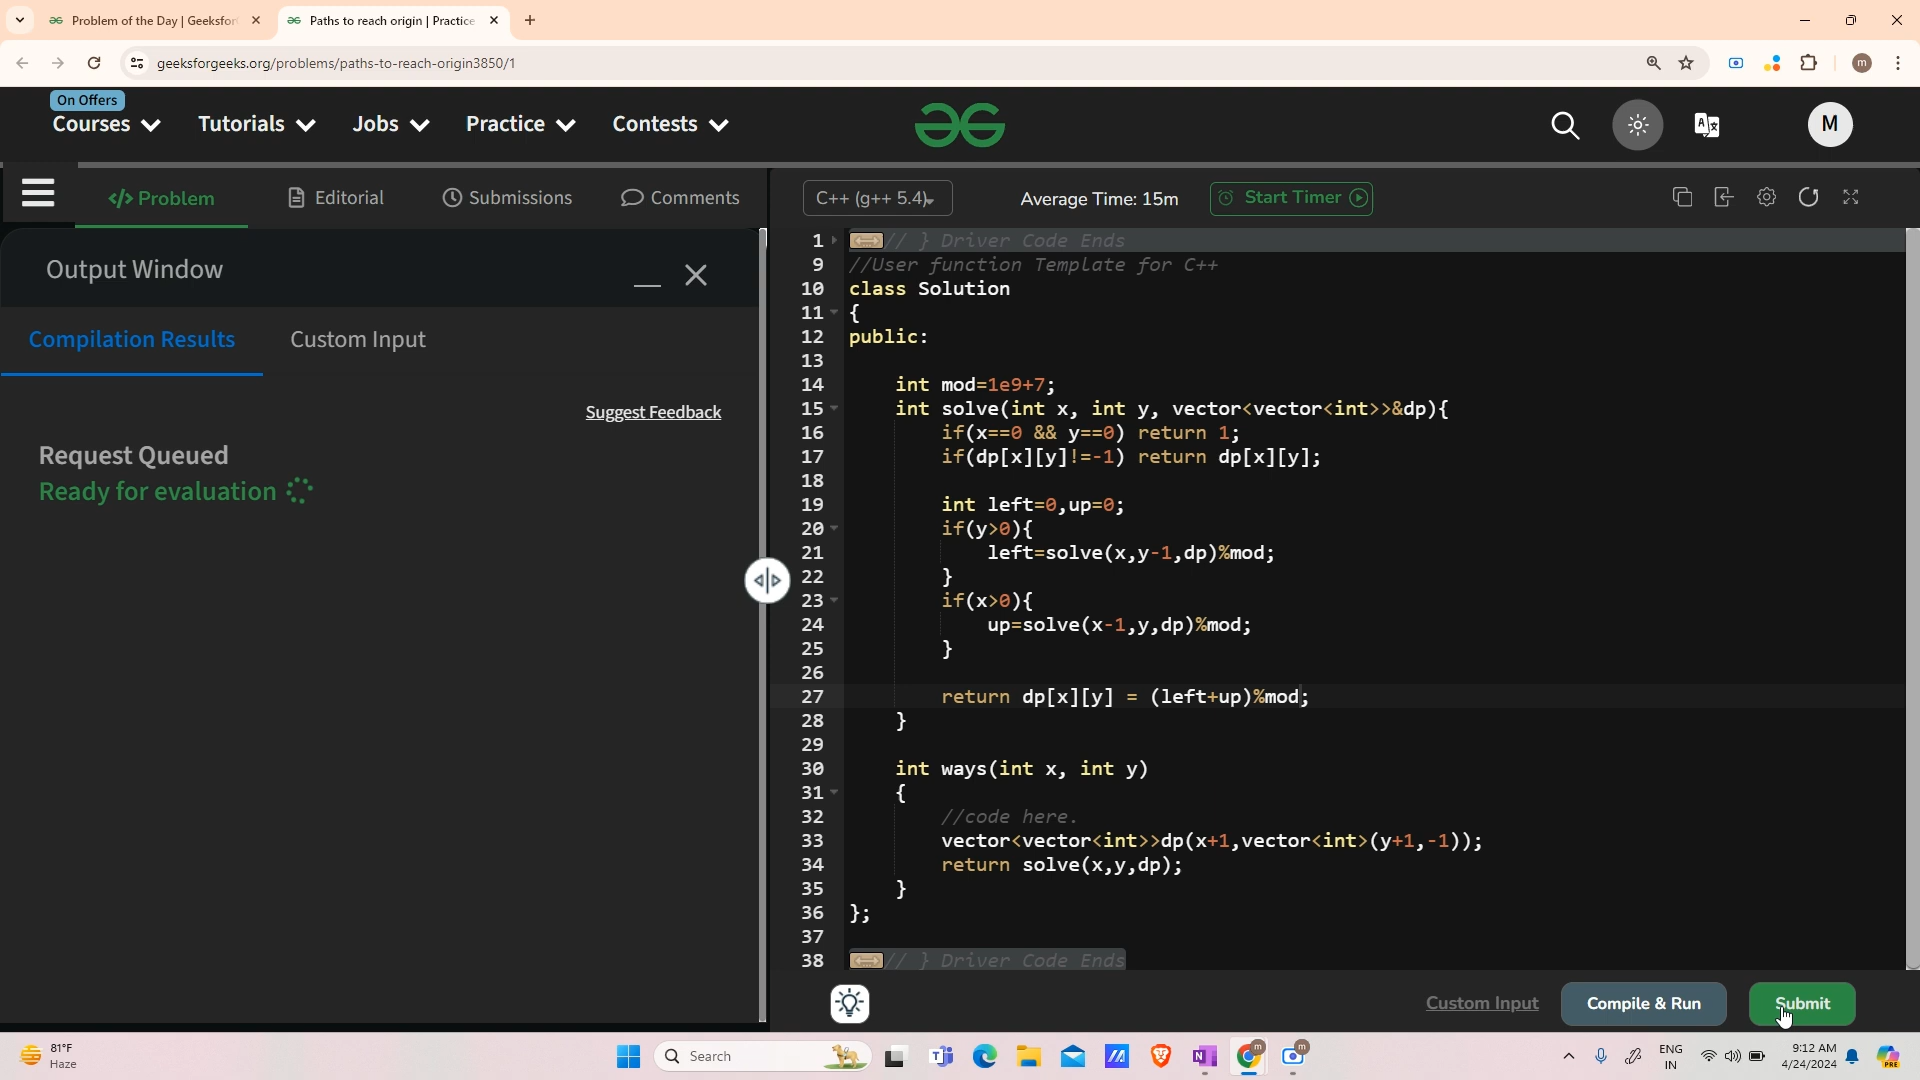 Problem of the Day | Geeksfor
Paths to reach origin | Practice
geeksforgeeks.org/problems/paths-to-reach-origin3850/1
On Offers
Courses
Tutorials
Jobs
Practice
Contests
M
</> Problem
Editorial
Submissions
Comments
C++ (g++ 5.4)
Average Time: 15m
Start Timer
Output Window
Compilation Results
Custom Input
Suggest Feedback
Request Queued
Ready for evaluation
1 // } Driver Code Ends
9 //User function Template for C++
10 class Solution
11 {
12 public:
13
14 int mod=1e9+7;
15 int solve(int x, int y, vector<vector<int>>&dp){
16 if(x==0 && y==0) return 1;
17 if(dp[x][y]!=-1) return dp[x][y];
18
19 int left=0,up=0;
20 if(y>0){
21 left=solve(x,y-1,dp)%mod;
22 }
23 if(x>0){
24 up=solve(x-1,y,dp)%mod;
25 }
26
27 return dp[x][y] = (left+up)%mod;
28 }
29
30 int ways(int x, int y)
31 {
32 //code here.
33 vector<vector<int>>dp(x+1,vector<int>(y+1,-1));
34 return solve(x,y,dp);
35 }
36 };
37
38 // } Driver Code Ends
Custom Input
Compile & Run
Submit
81°F
Haze
Search
ENG
IN
9:12 AM
4/24/2024